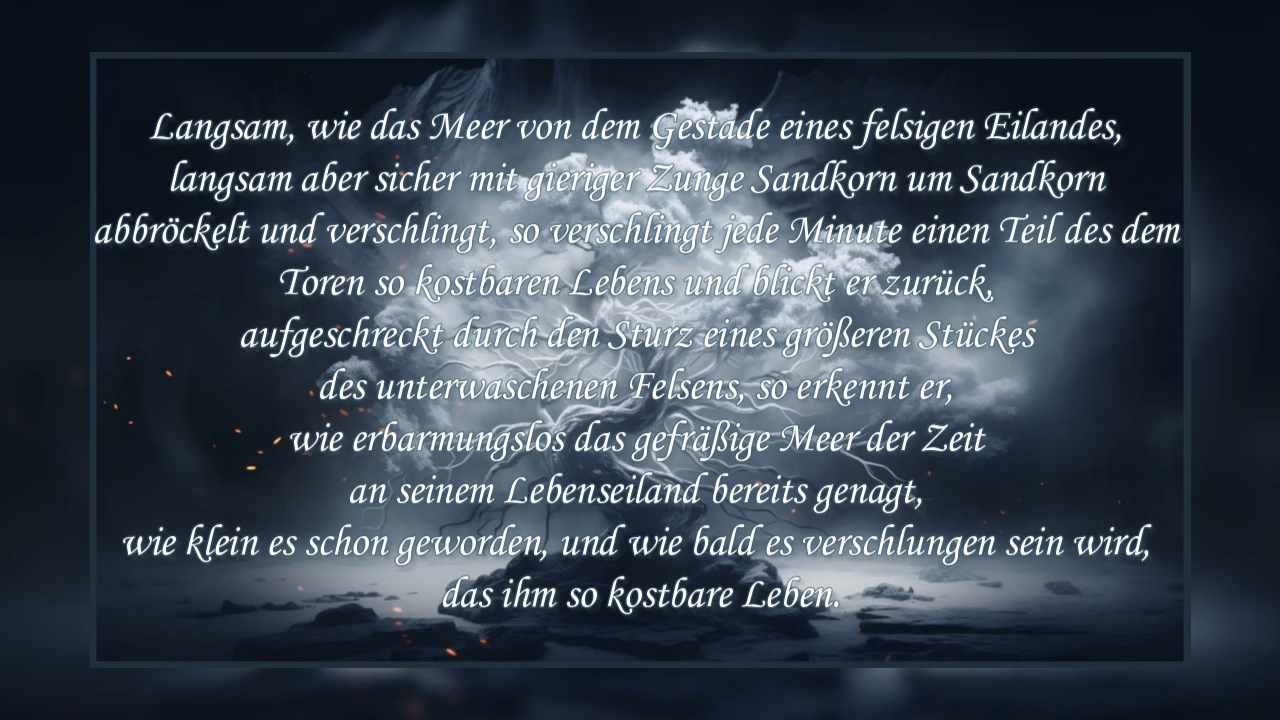 Langsam, wie das Meer von dem Gestade eines felsigen Eilandes,
langsam aber sicher mit gieriger Zunge Sandkorn um Sandkorn
abbröckelt und verschlingt, so verschlingt jede Minute einen Teil des dem
Toren so kostbaren Lebens und blickt er zurück,
aufgeschreckt durch den Sturz eines größeren Stückes
des unterwaschenen Felsens, so erkennt er,
wie erbarmungslos das gefräßige Meer der Zeit
an seinem Lebenseiland bereits genagt,
wie klein es schon geworden, und wie bald es verschlungen sein wird,
das ihm so kostbare Leben.